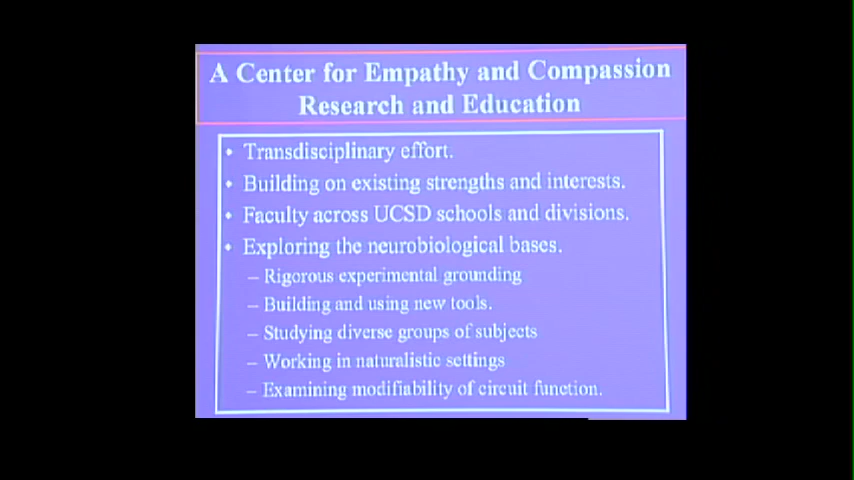 A Center for Empathy and Compassion
Research and Education
• Transdisciplinary effort.
• Building on existing strengths and interests.
• Faculty across UCSD schools and divisions.
• Exploring the neurobiological bases.
– Rigorous experimental grounding
– Building and using new tools.
– Studying diverse groups of subjects
– Working in naturalistic settings
– Examining modifiability of circuit function.